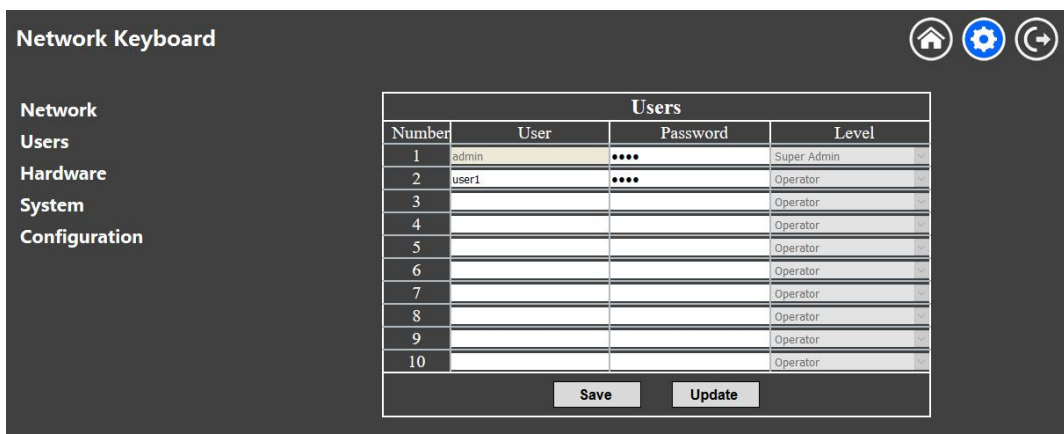 Network Keyboard
Network
Users
Hardware
System
Configuration
Users
Number User Password Level
1 admin •••• Super Admin
2 user1 •••• Operator
3 Operator
4 Operator
5 Operator
6 Operator
7 Operator
8 Operator
9 Operator
10 Operator
Save Update